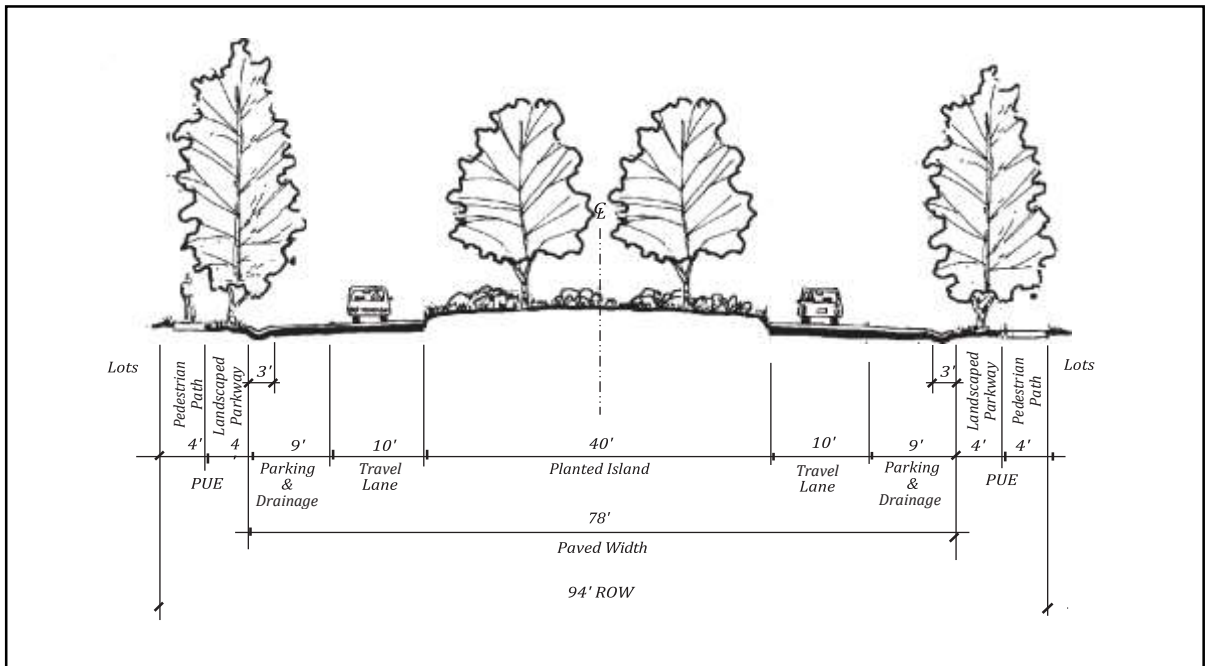 ℄
Lots
Pedestrian
Path
Landscaped
Parkway
3'
3'
Landscaped
Parkway
Pedestrian
Path
Lots
4'
4
'
9'
10'
40'
10'
9'
4'
4'
PUE
Parking
&
Drainage
Travel
Lane
Planted Island
Travel
Lane
Parking
&
Drainage
PUE
78'
Paved Width
94' ROW